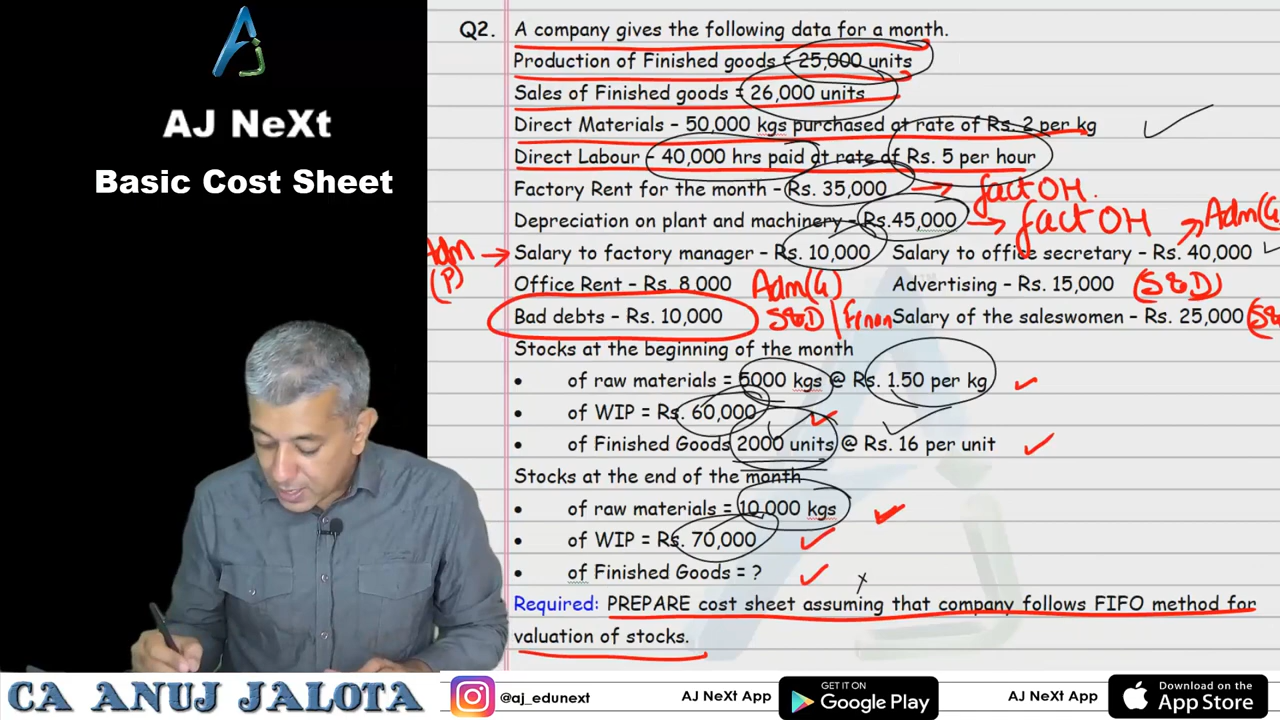 AJ NeXt
Basic Cost Sheet
Q2. A company gives the following data for a month.
Production of Finished goods = 25,000 units
Sales of Finished goods = 26,000 units
Direct Materials – 50,000 kgs purchased at rate of Rs. 2 per kg
Direct Labour – 40,000 hrs paid at rate of Rs. 5 per hour
Factory Rent for the month – Rs. 35,000 → fact OH.
Depreciation on plant and machinery – Rs.45,000 → fact OH
Adm (P) → Salary to factory manager – Rs. 10,000 Salary to office secretary – Rs. 40,000 → Adm(G
Office Rent – Rs. 8,000 Adm(G) Advertising – Rs. 15,000 (S&D)
Bad debts – Rs. 10,000 S&D / Salary of the saleswomen – Rs. 25,000
Stocks at the beginning of the month
• of raw materials = 5000 kgs @ Rs. 1.50 per kg
• of WIP = Rs. 60,000
• of Finished Goods 2000 units @ Rs. 16 per unit
Stocks at the end of the month
• of raw materials = 10,000 kgs
• of WIP = Rs. 70,000
• of Finished Goods = ?
Required: PREPARE cost sheet assuming that company follows FIFO method for
valuation of stocks.
CA ANUJ JALOTA @aj_edunext AJ NeXt App GET IT ON Google Play AJ NeXt App Download on the App Store